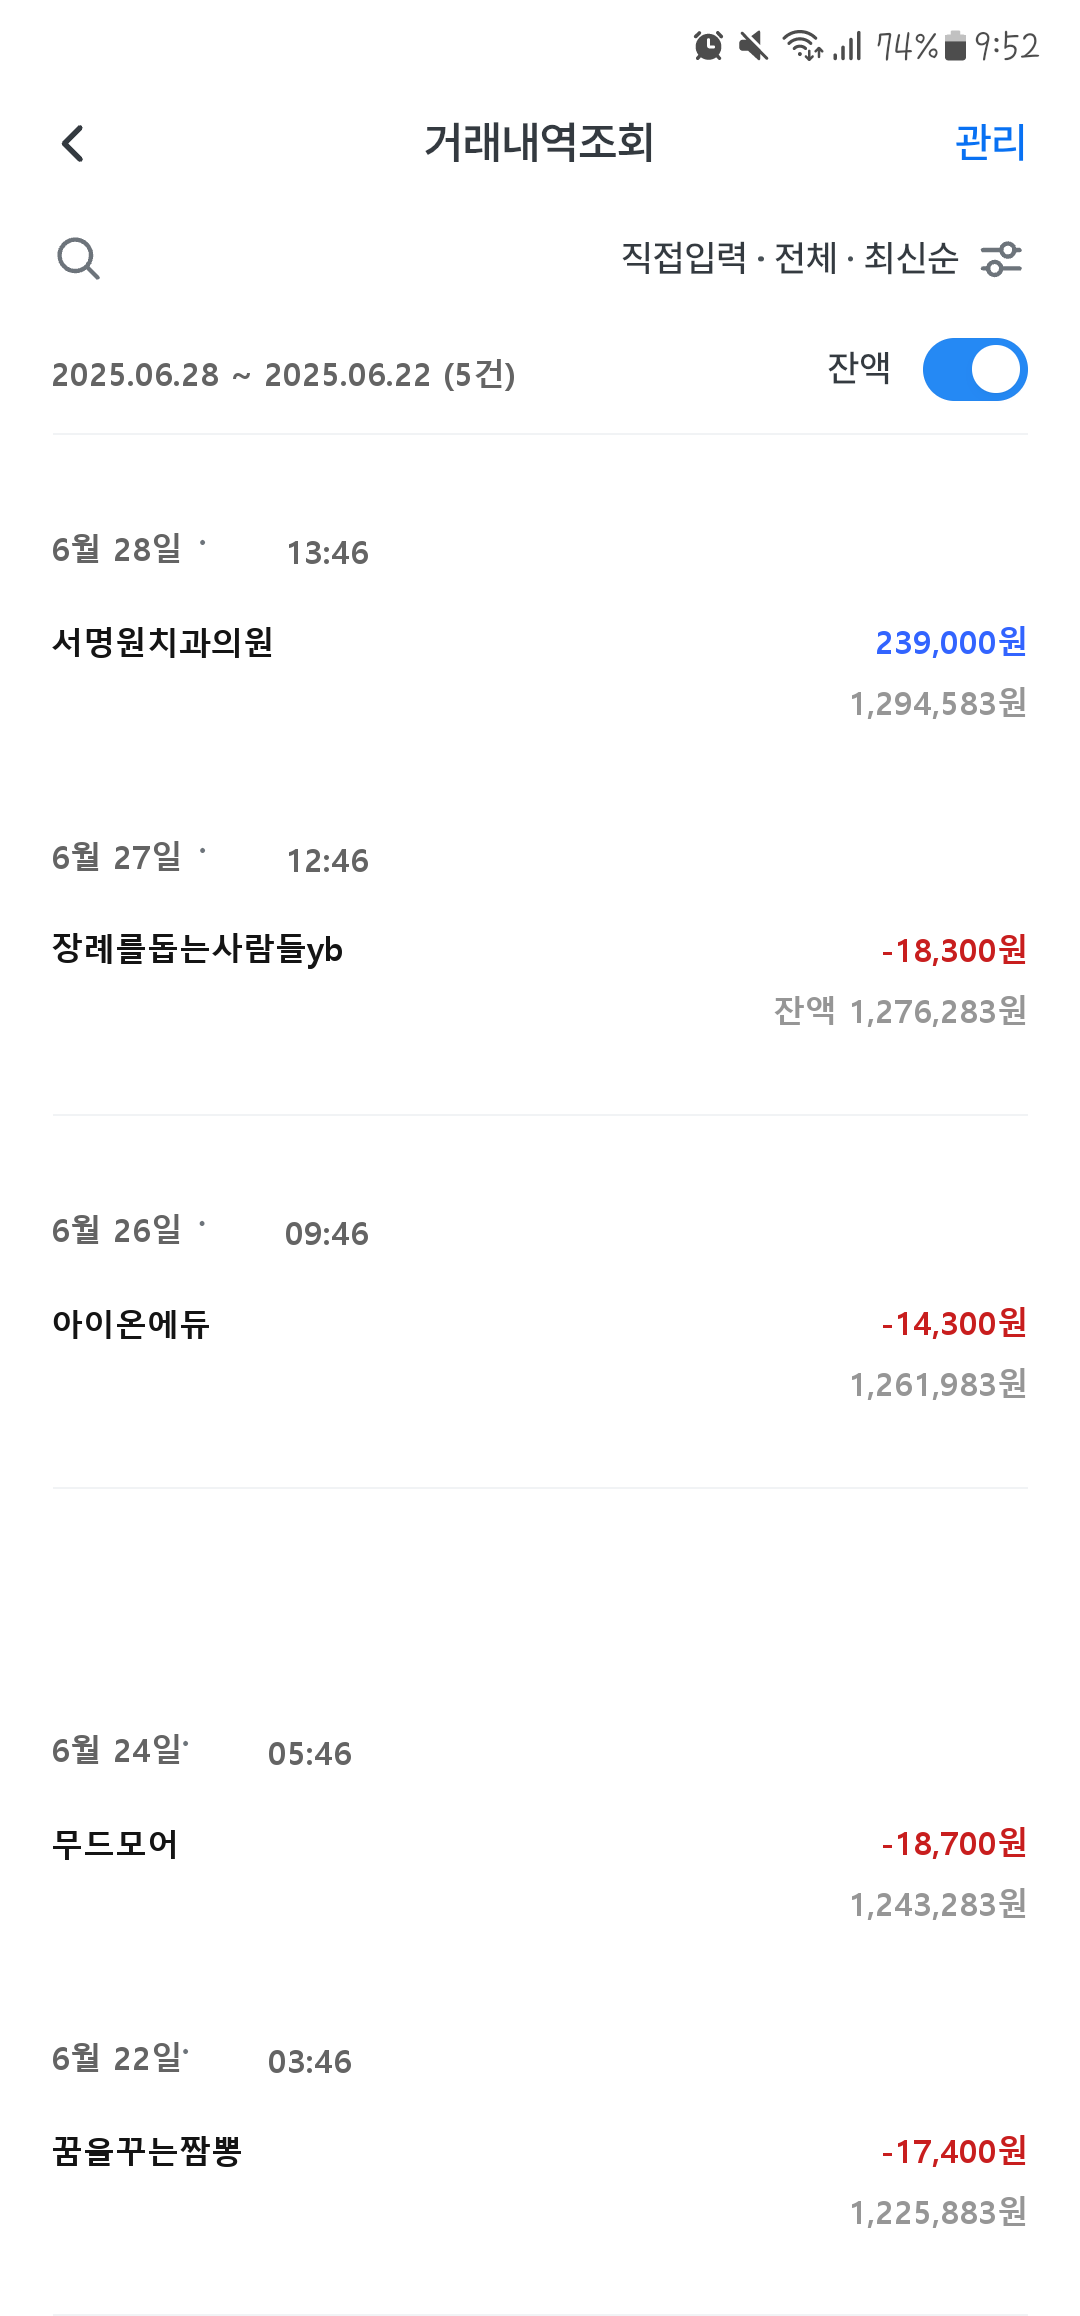 74% 9:52
거래내역조회 관리
직접입력 · 전체 · 최신순
2025.06.28 ~ 2025.06.22 (5건) 잔액
6월 28일 · 13:46
서명원치과의원 239,000원
1,294,583원
6월 27일 · 12:46
장례를돕는사람들yb -18,300원
잔액 1,276,283원
6월 26일 · 09:46
아이온에듀 -14,300원
1,261,983원
6월 24일· 05:46
무드모어 -18,700원
1,243,283원
6월 22일· 03:46
꿈을꾸는짬뽕 -17,400원
1,225,883원